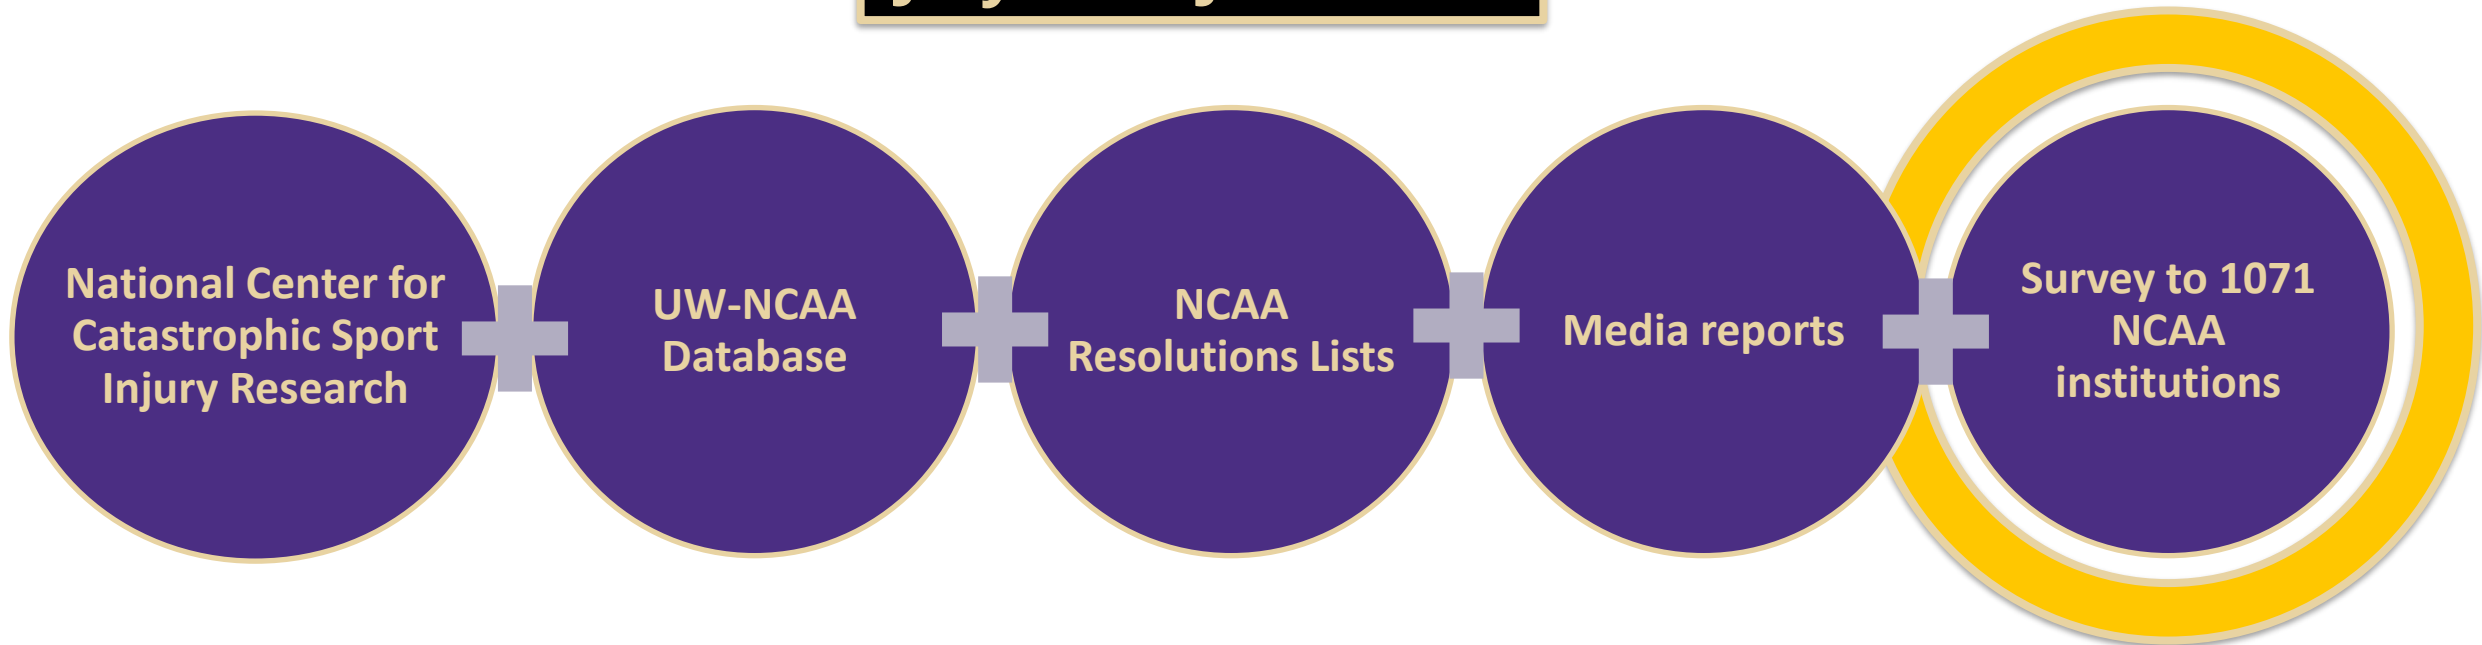 National Center for
Catastrophic Sport
Injury Research
UW-NCAA
Database
NCAA
Resolutions Lists
Media reports
Survey to 1071
NCAA
institutions